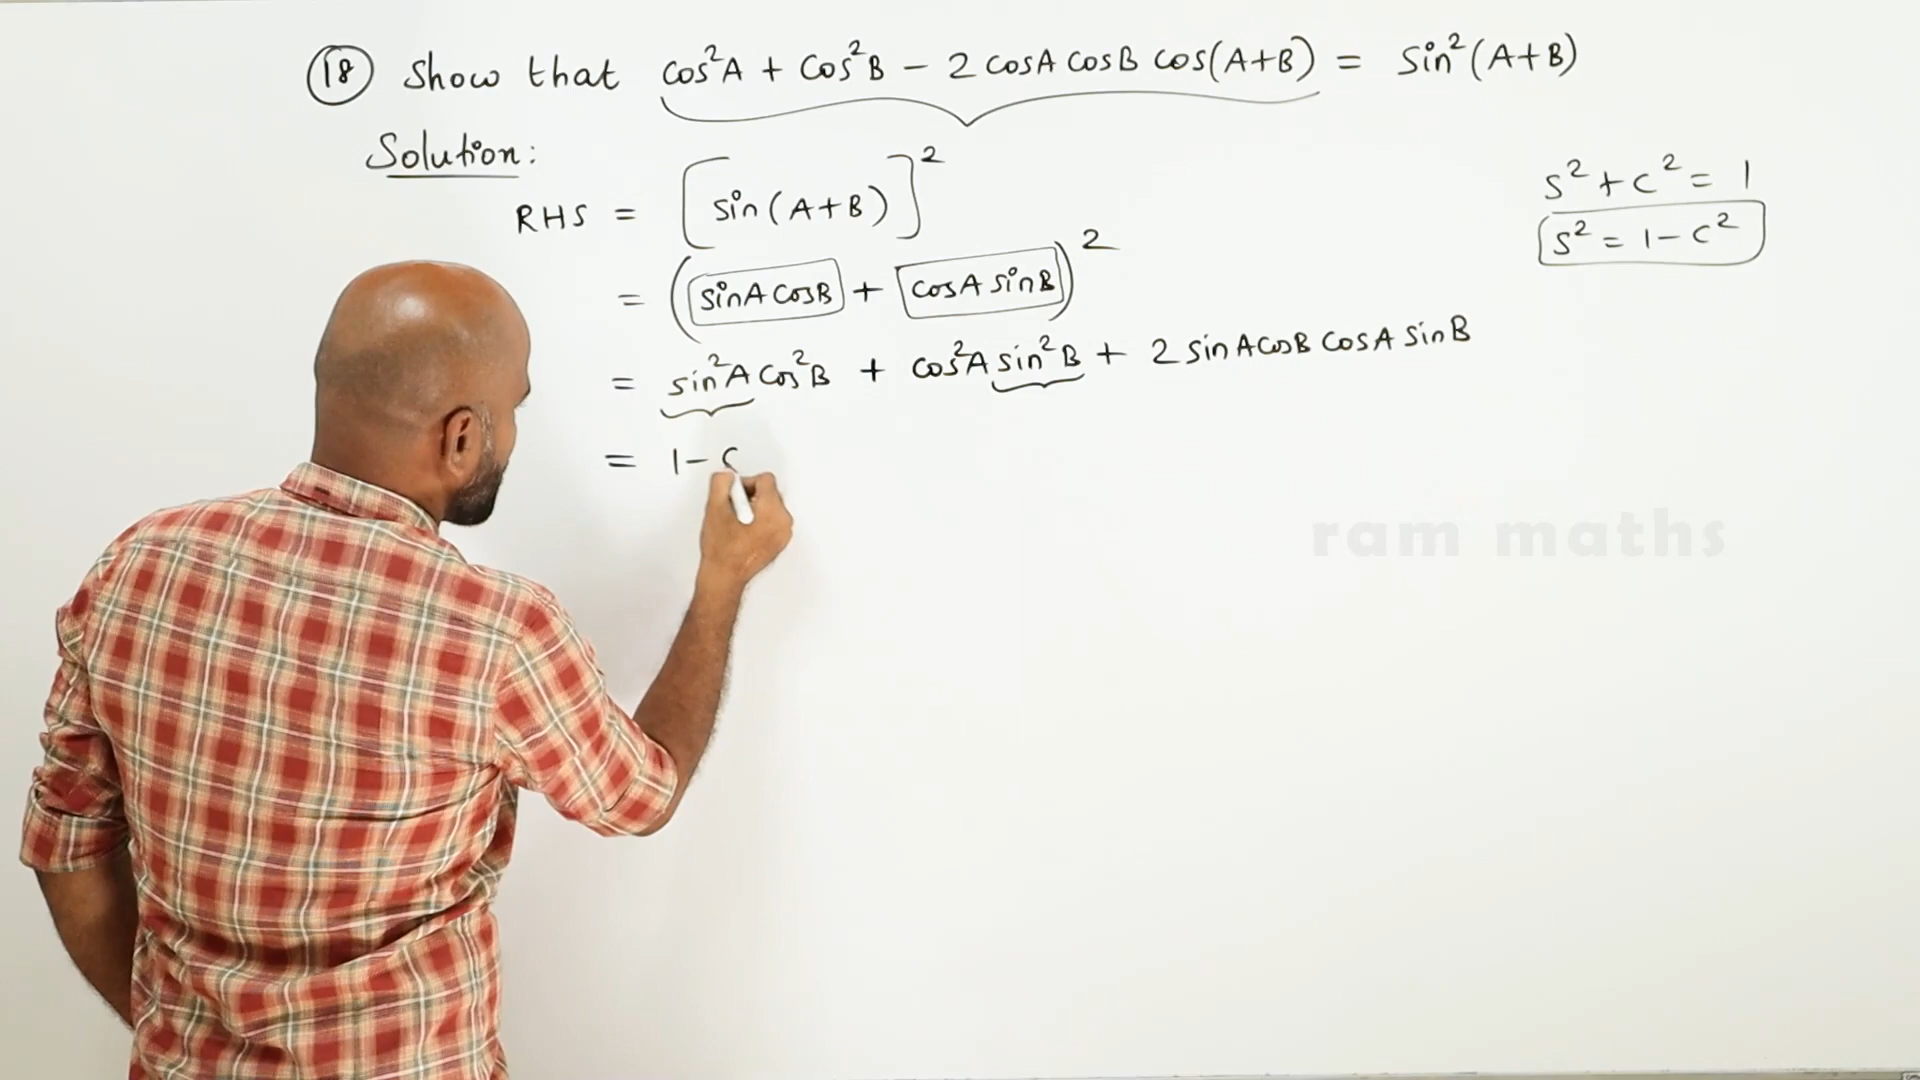 18 Show that cos²A + Cos²B − 2 cosA cosB cos(A+B) = Sin²(A+B)
Solution:
RHS = [sin(A+B)]²
= (sinA cosB + cosA sinB)²
= sin²A cos²B + cos²A sin²B + 2 sinA cosB cosA sinB
= 1 − c
s² + c² = 1
s² = 1 − c²
ram maths